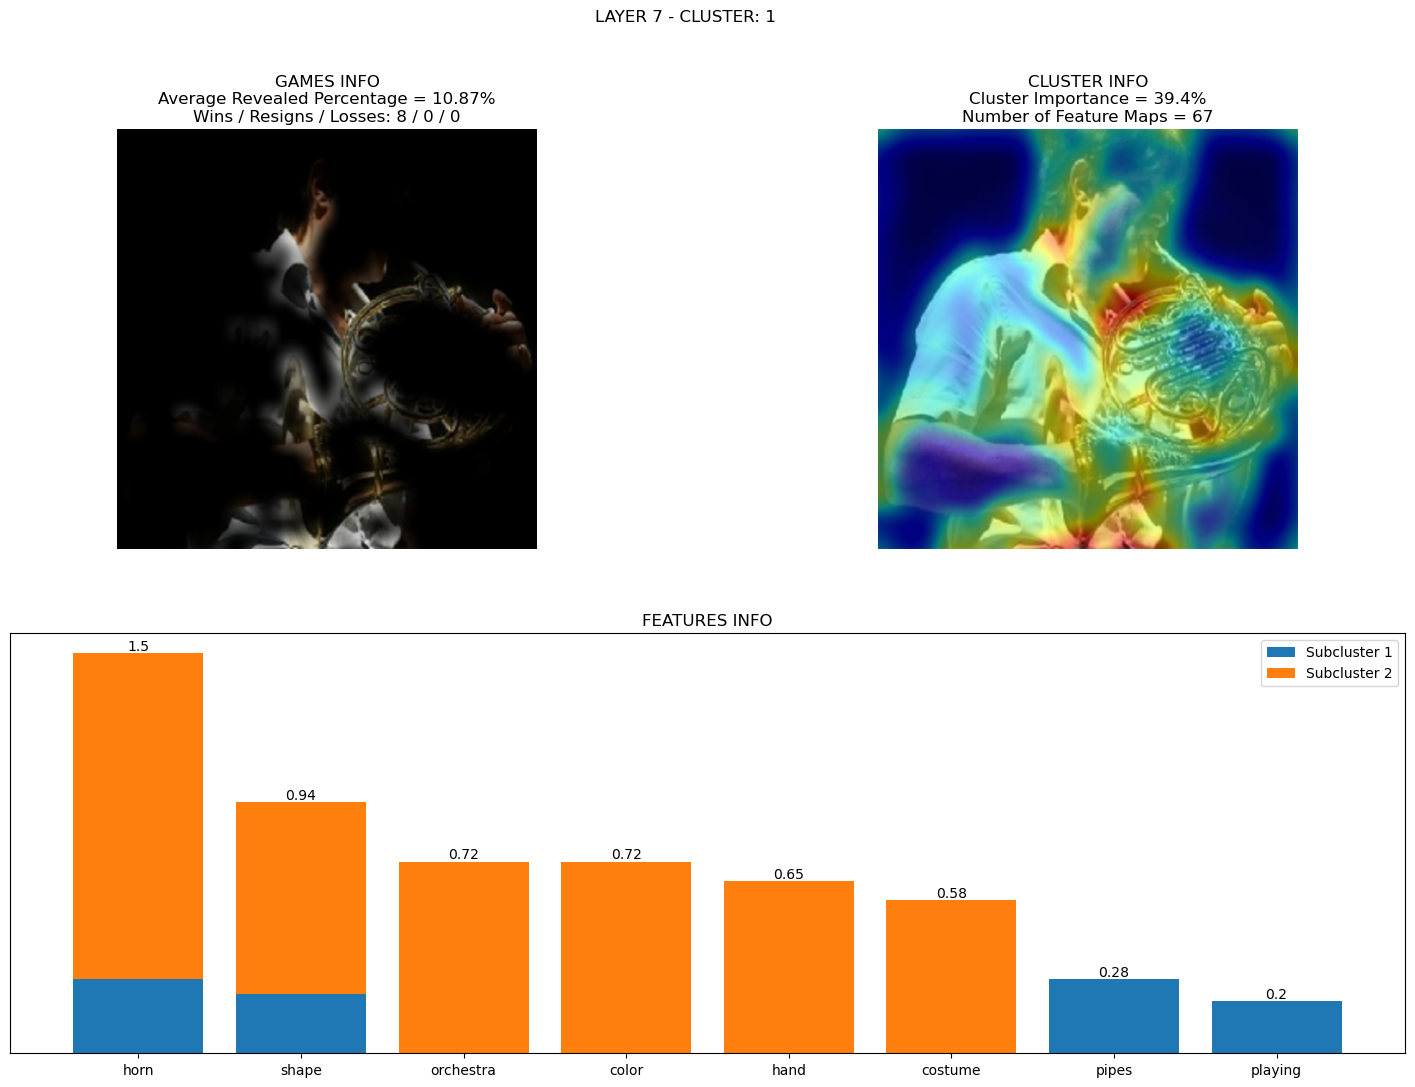 LAYER 7 - CLUSTER: 1
GAMES INFO
Average Revealed Percentage = 10.87%
Wins / Resigns / Losses: 8 / 0 / 0
CLUSTER INFO
Cluster Importance = 39.4%
Number of Feature Maps = 67
FEATURES INFO
Subcluster 1
Subcluster 2
1.5
0.94
0.72
0.72
0.65
0.58
0.28
0.2
horn
shape
orchestra
color
hand
costume
pipes
playing